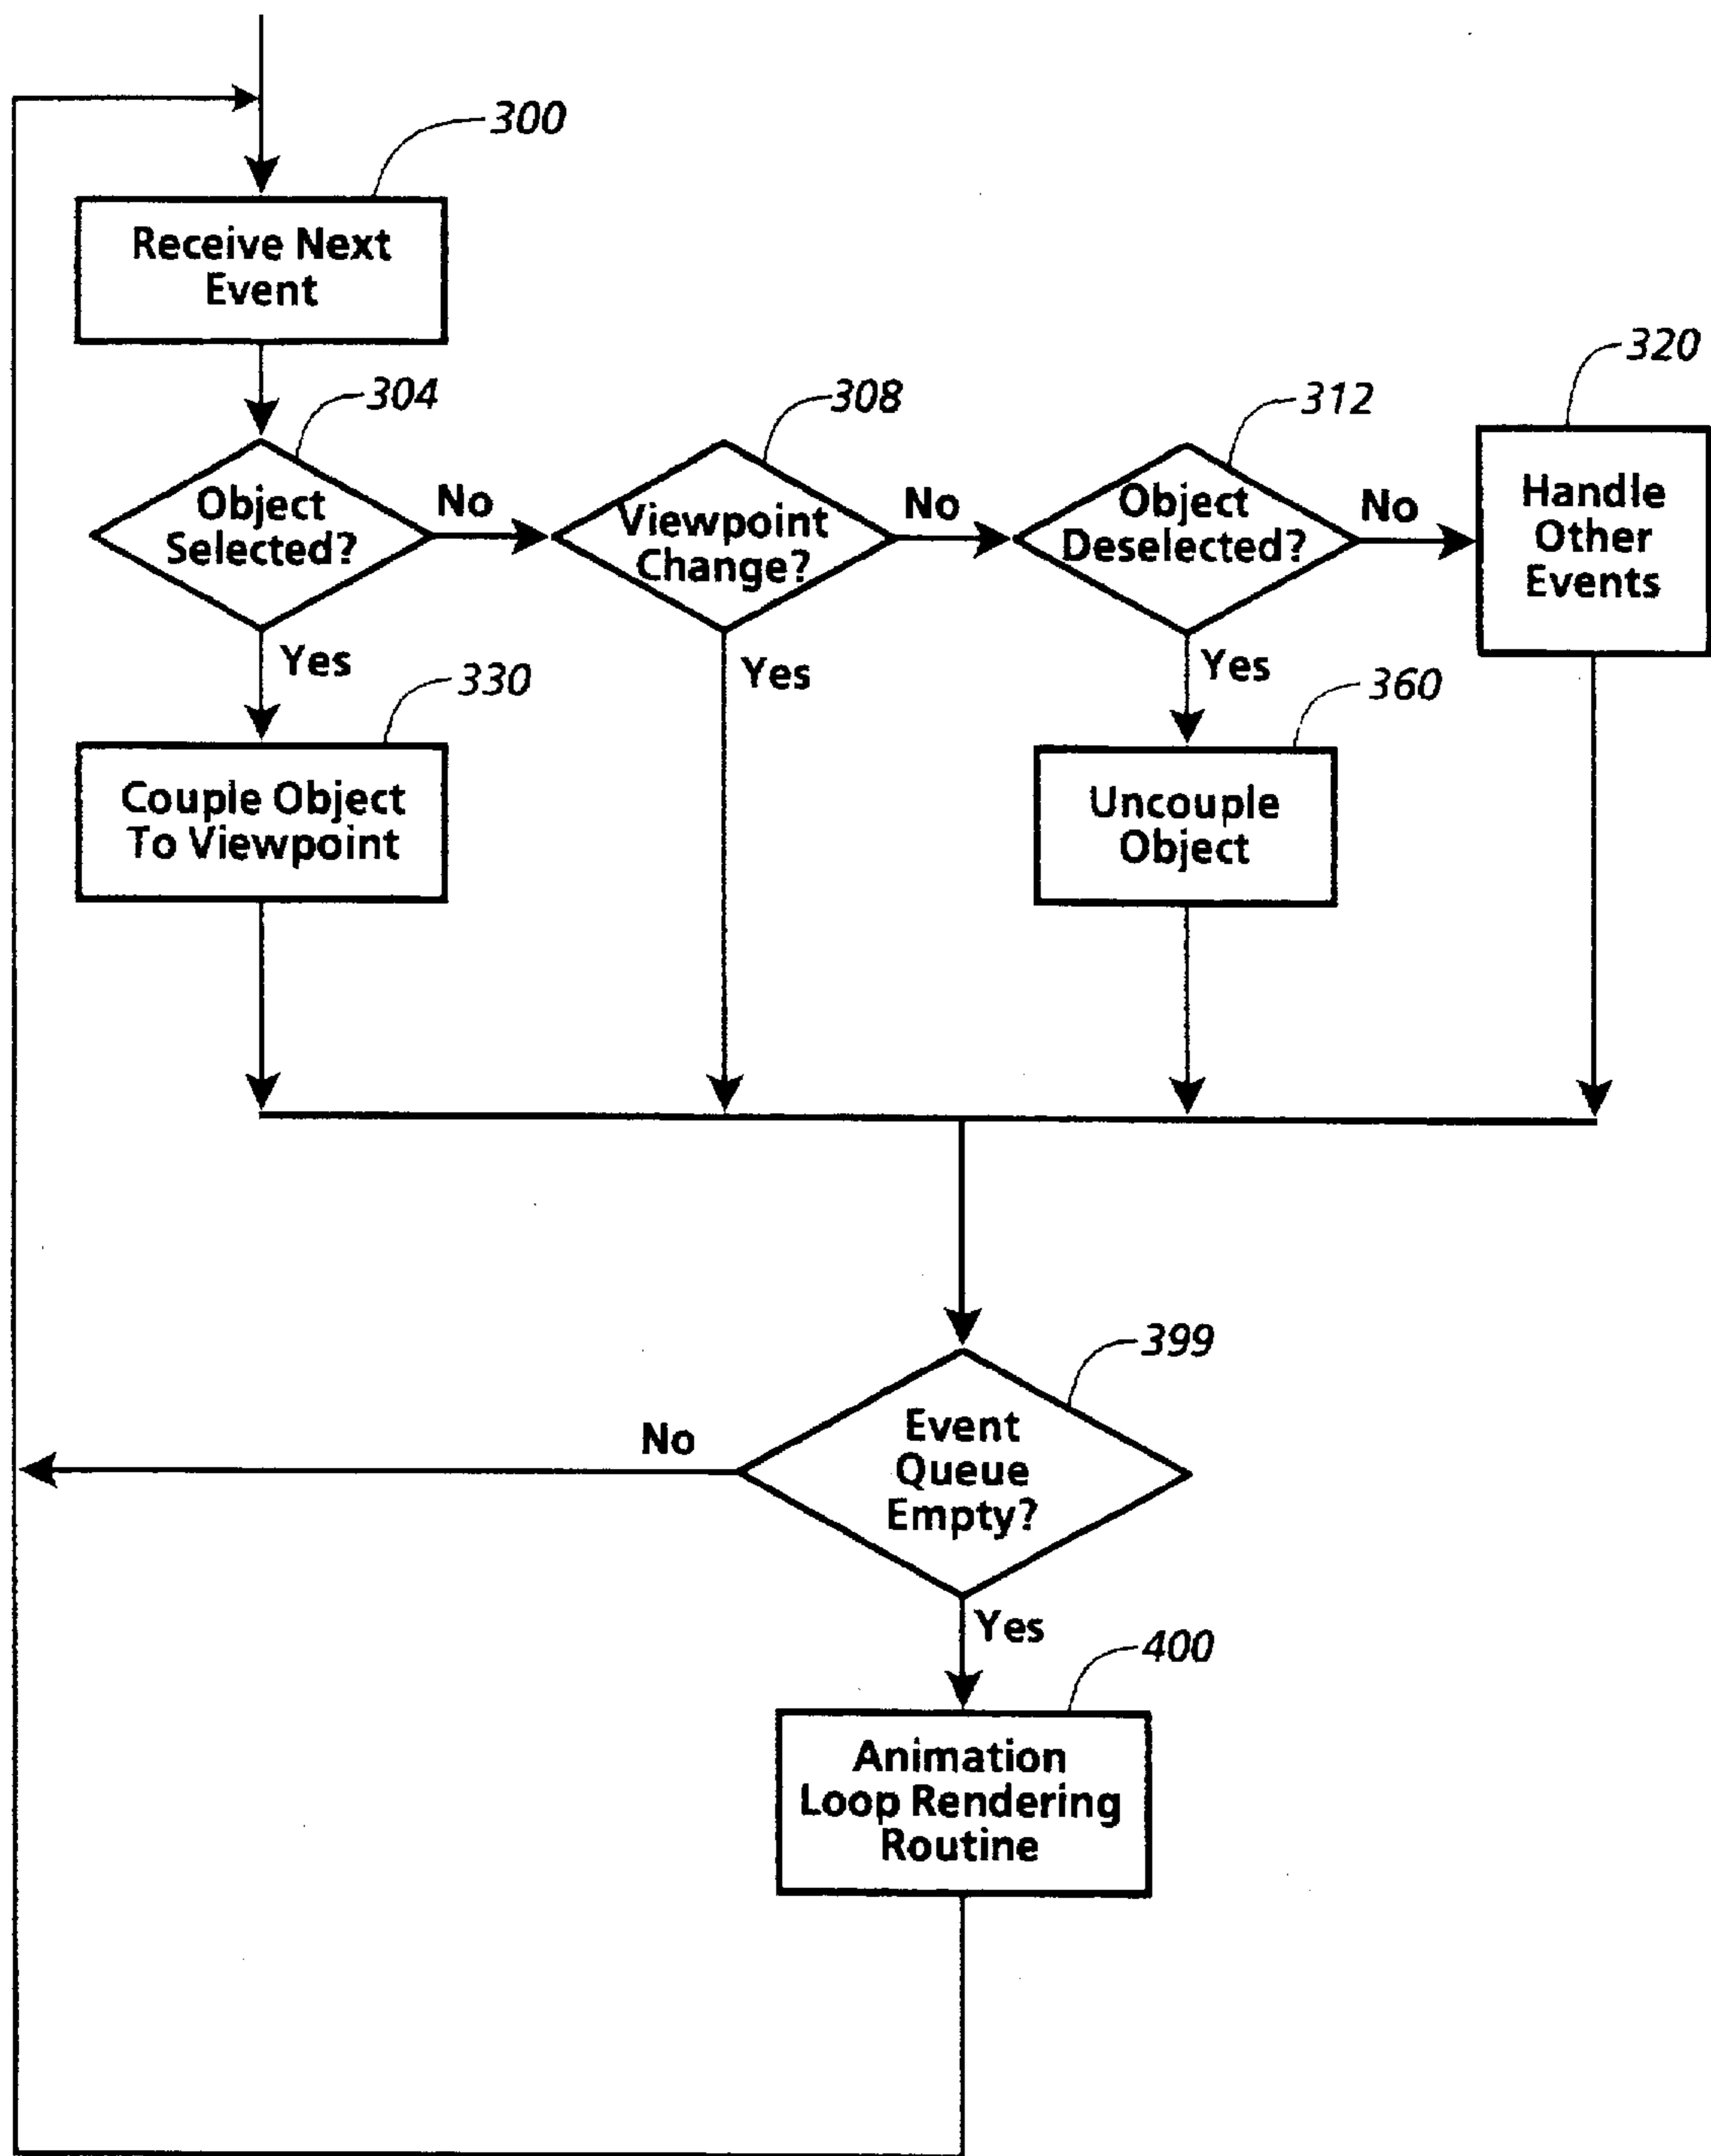 300
Receive Next
Event
304
Object
Selected?
No
308
Viewpoint
Change?
No
312
Object
Deselected?
No
320
Handle
Other
Events
Yes
330
Couple Object
To Viewpoint
Yes
Yes
360
Uncouple
Object
399
Event
Queue
Empty?
No
Yes
400
Animation
Loop Rendering
Routine